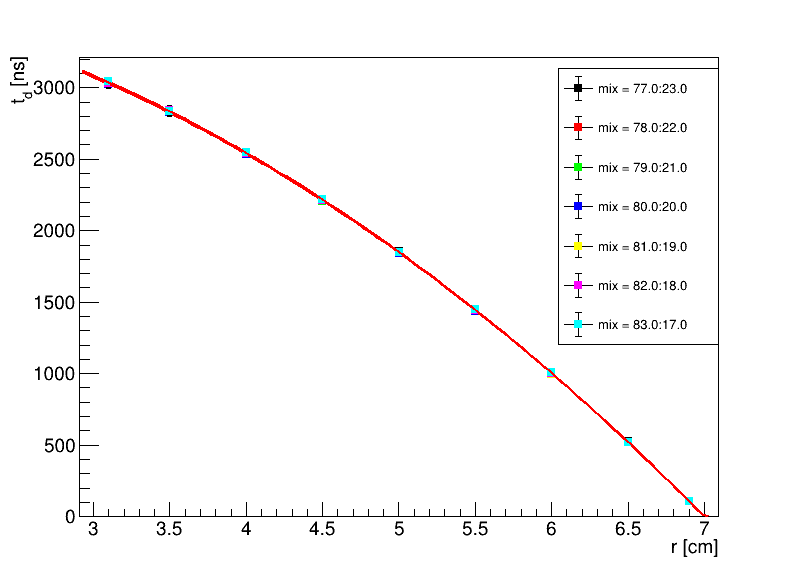 t_d [ns]
3000
2500
2000
1500
1000
500
0
3 3.5 4 4.5 5 5.5 6 6.5 7
r [cm]
mix = 77.0:23.0
mix = 78.0:22.0
mix = 79.0:21.0
mix = 80.0:20.0
mix = 81.0:19.0
mix = 82.0:18.0
mix = 83.0:17.0